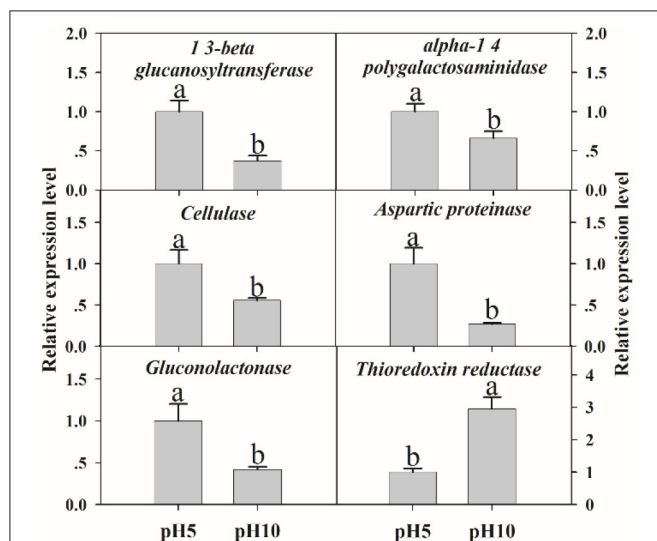 Relative expression level
2.0
1.5
1.0
.5
0.0
1 3-beta
glucanosyltransferase
a
b
alpha-1 4
polygalactosaminidase
a
b
2.0
1.5
1.0
.5
0.0
1.5
1.0
.5
0.0
Cellulase
a
b
Aspartic proteinase
a
b
1.5
1.0
.5
0.0
1.5
1.0
.5
0
Gluconolactonase
a
b
Thioredoxin reductase
b
a
4
3
2
1
0
pH5
pH10
pH5
pH10
Relative expression level